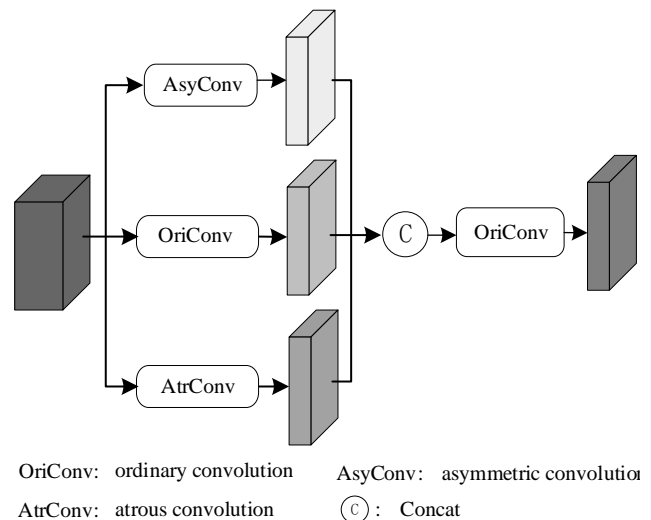 AsyConv
OriConv
C
OriConv
AtrConv
OriConv: ordinary convolution
AsyConv: asymmetric convolution
AtrConv: atrous convolution
C : Concat